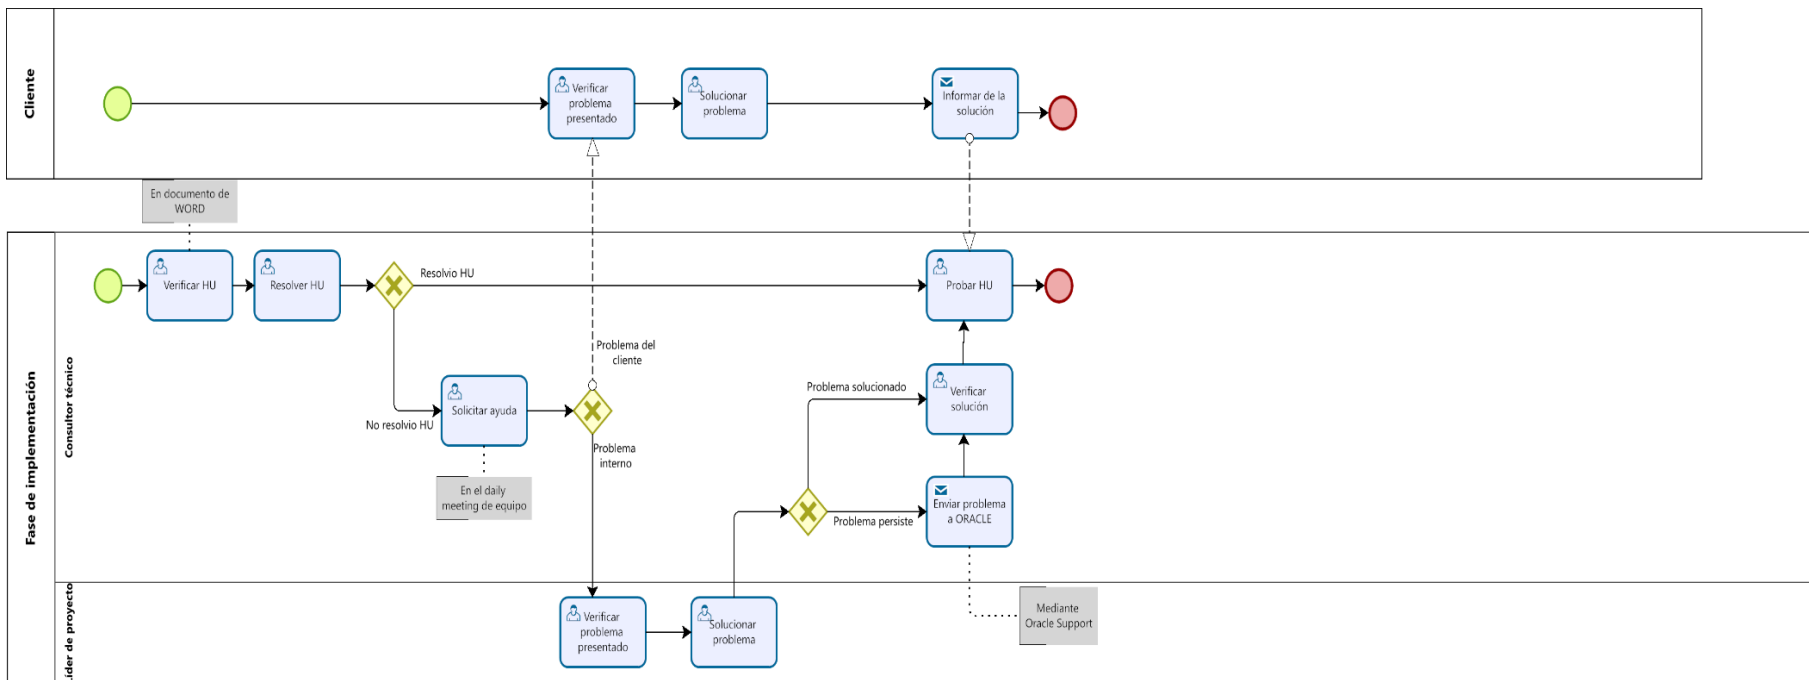 Cliente
Verificar
problema
presentado
Solucionar
problema
Informar de la
solución
En documento de
WORD
Fase de implementación
Consultor técnico
Verificar HU
Resolver HU
Resolvio HU
Probar HU
Problema del
cliente
No resolvio HU
Solicitar ayuda
Problema
interno
En el daily
meeting de equipo
Problema solucionado
Verificar
solución
Problema persiste
Enviar problema
a ORACLE
Mediante
Oracle Support
Líder de proyecto
Verificar
problema
presentado
Solucionar
problema